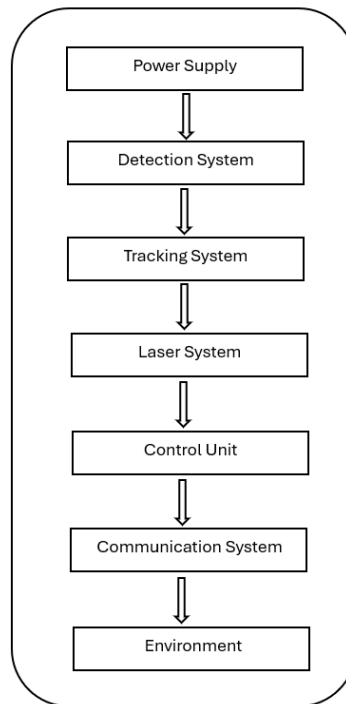 Power Supply
Detection System
Tracking System
Laser System
Control Unit
Communication System
Environment